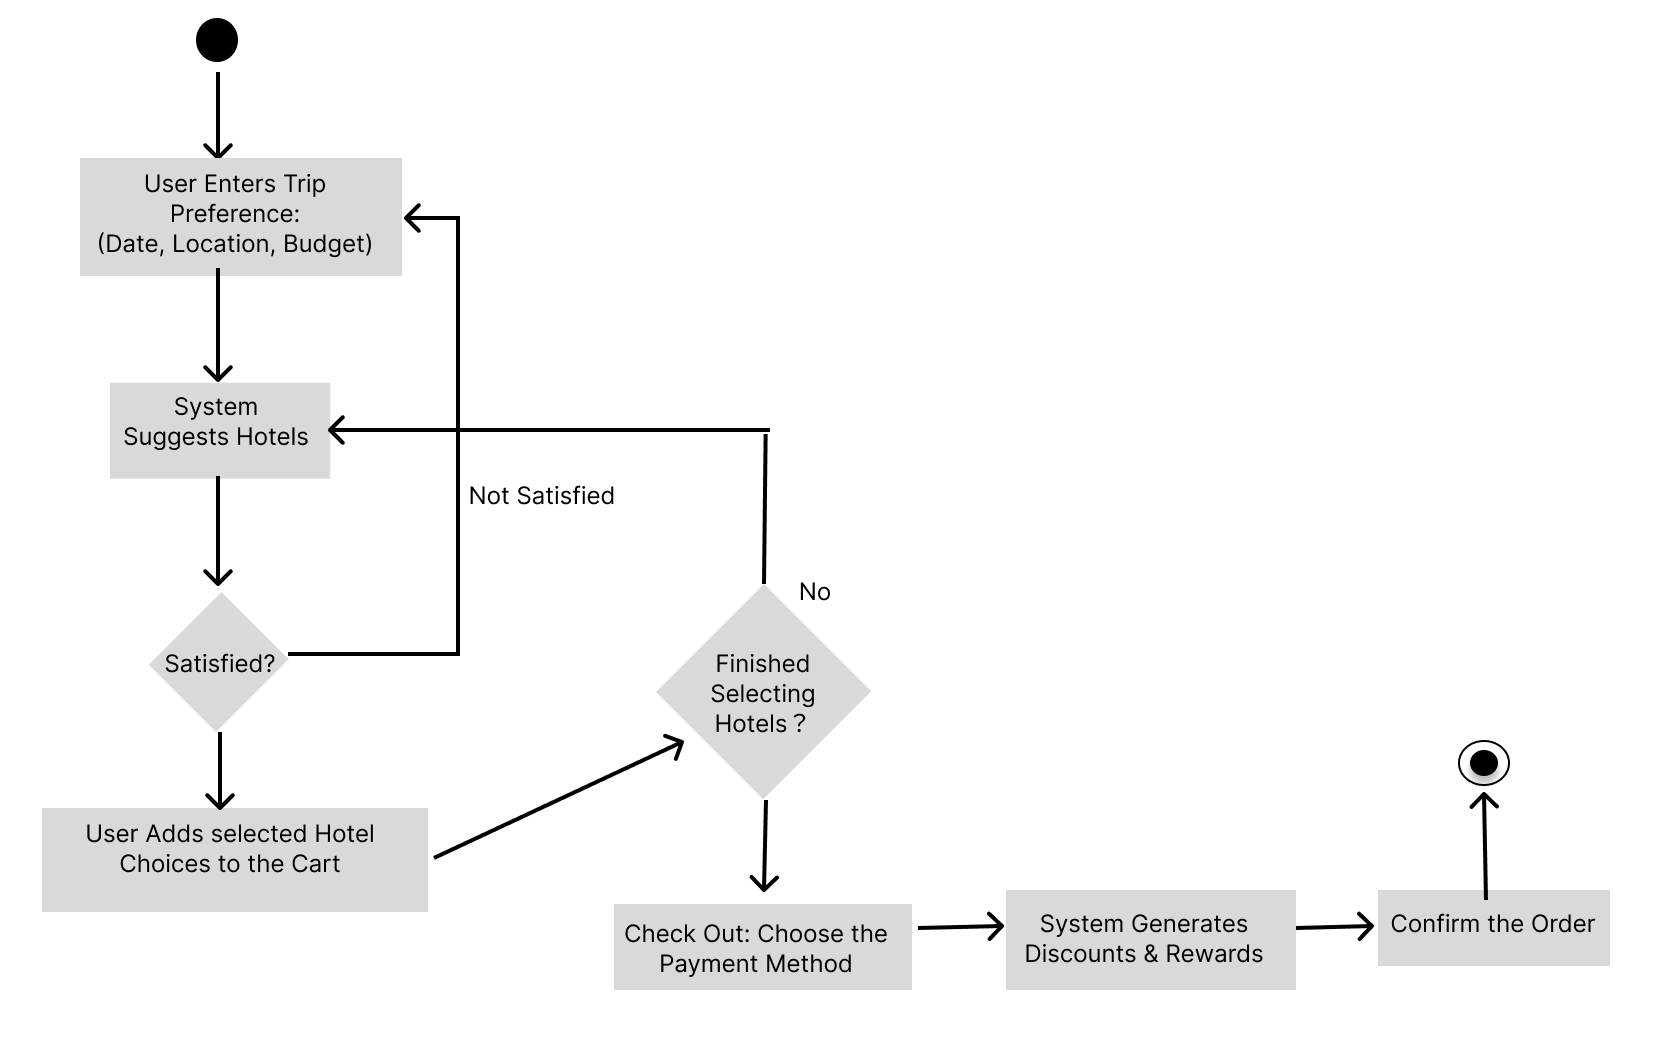 User Enters Trip
Preference:
(Date, Location, Budget)
System
Suggests Hotels
Not Satisfied
Satisfied?
User Adds selected Hotel
Choices to the Cart
No
Finished
Selecting
Hotels ?
Check Out: Choose the
Payment Method
System Generates
Discounts & Rewards
Confirm the Order